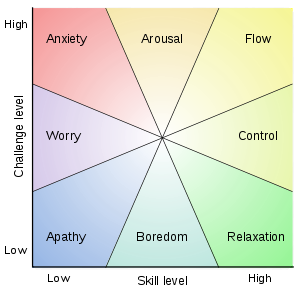 High
Anxiety
Arousal
Flow
Challenge level
Worry
Control
Apathy
Boredom
Relaxation
Low
Low
Skill level
High